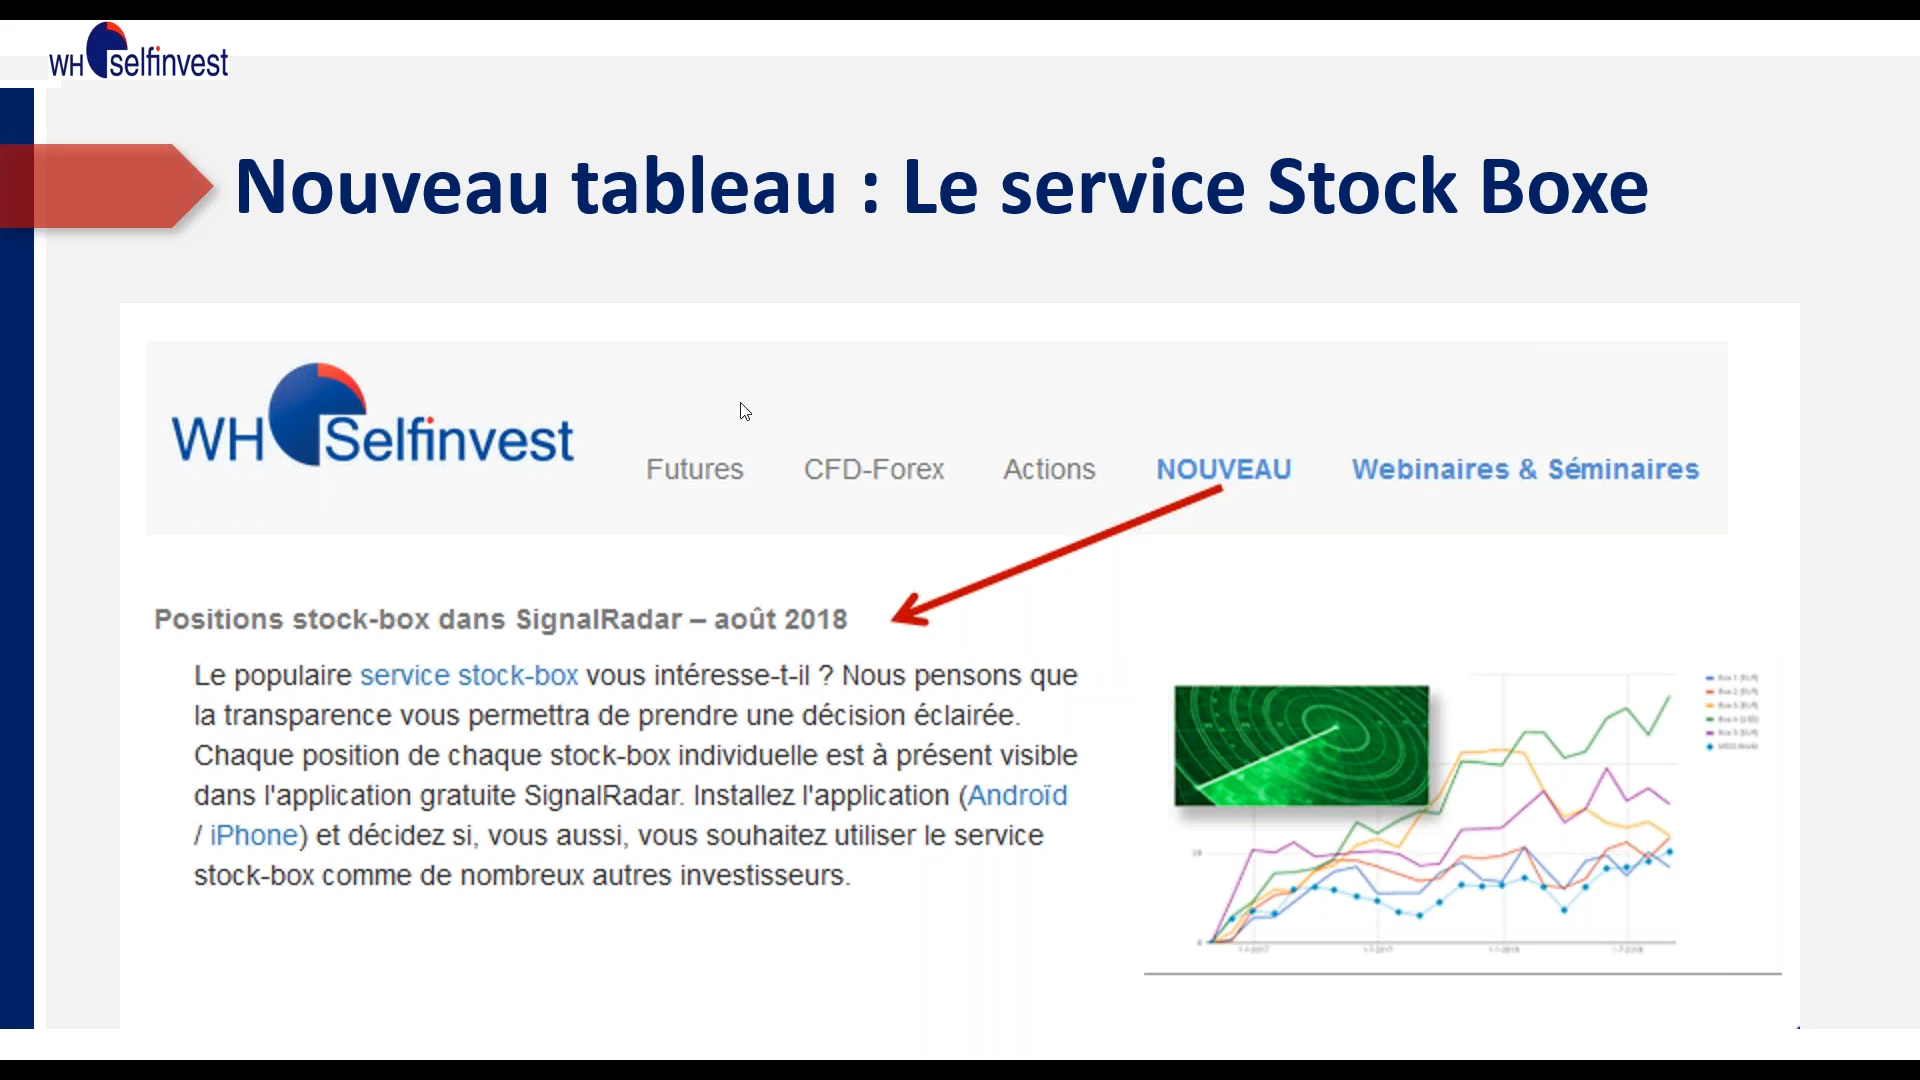 WH selfinvest
Nouveau tableau : Le service Stock Boxe
WH Selfinvest
Futures CFD-Forex Actions NOUVEAU Webinaires & Séminaires
Positions stock-box dans SignalRadar – août 2018
Le populaire service stock-box vous intéresse-t-il ? Nous pensons que
la transparence vous permettra de prendre une décision éclairée.
Chaque position de chaque stock-box individuelle est à présent visible
dans l'application gratuite SignalRadar. Installez l'application (Androïd
/ iPhone) et décidez si, vous aussi, vous souhaitez utiliser le service
stock-box comme de nombreux autres investisseurs.